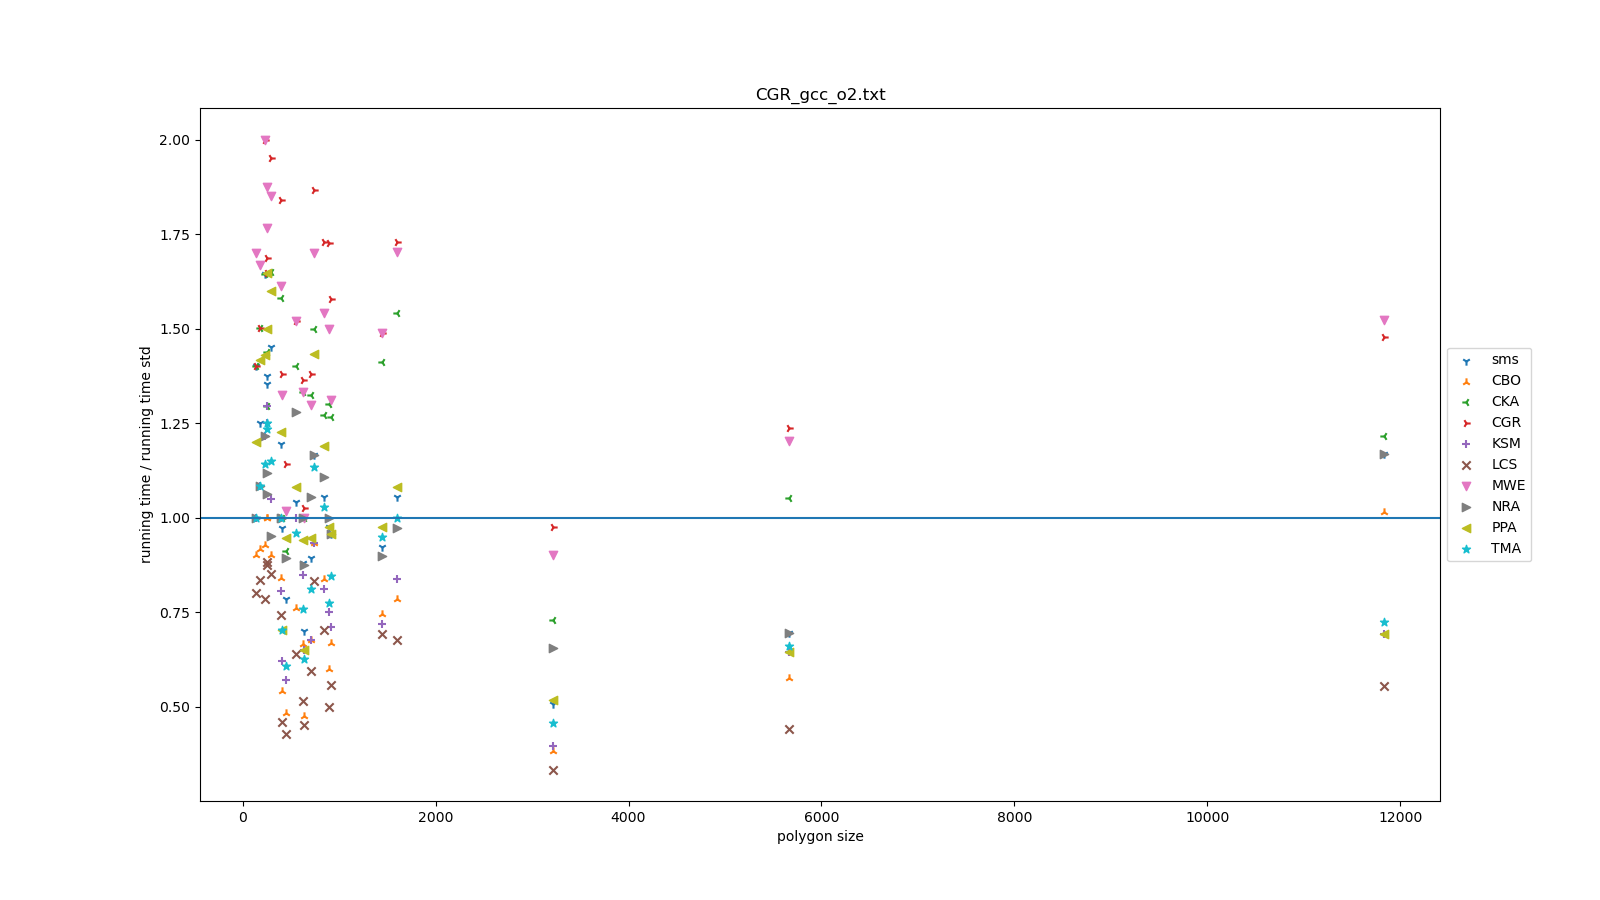 CGR_gcc_o2.txt
running time / running time std
2.00
1.75
1.50
1.25
1.00
0.75
0.50
0
2000
4000
6000
8000
10000
12000
polygon size
sms
CBO
CKA
CGR
KSM
LCS
MWE
NRA
PPA
TMA